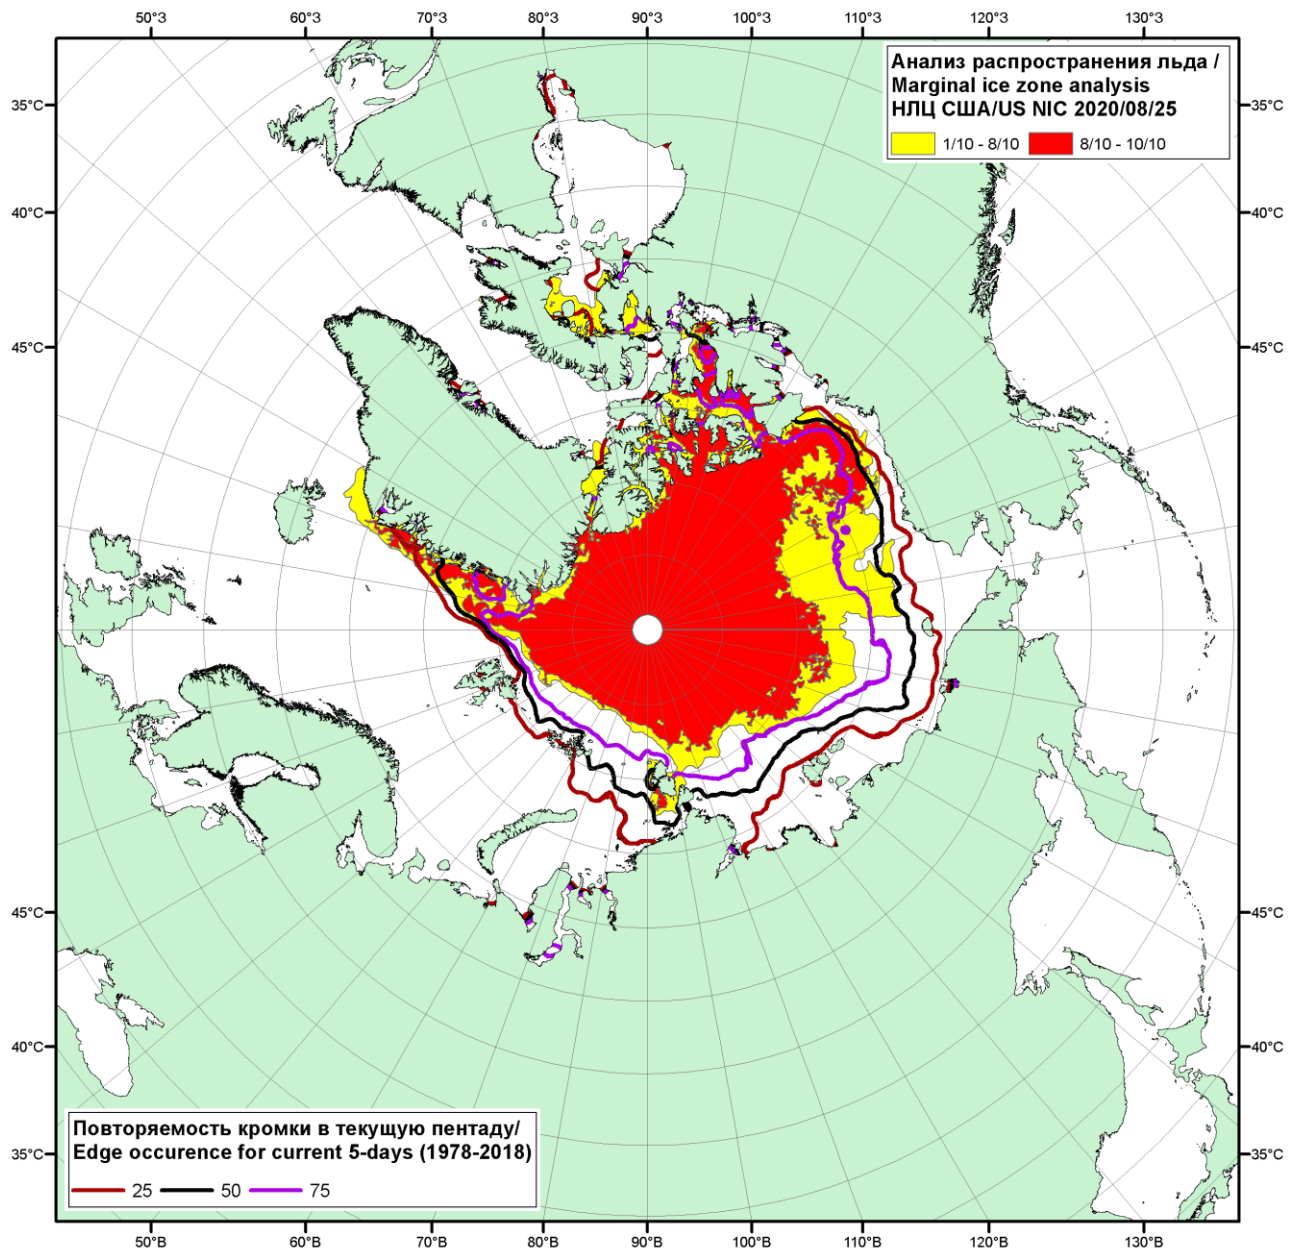 50°З 60°З 70°З 80°З 90°З 100°З 110°З 120°З 130°З
Анализ распространения льда /
Marginal ice zone analysis
НЛЦ США/US NIC 2020/08/25
1/10 - 8/10 8/10 - 10/10
35°С 35°С
40°С 40°С
45°С 45°С
45°С 45°С
40°С 40°С
Повторяемость кромки в текущую пентаду/
Edge occurence for current 5-days (1978-2018)
25 50 75
35°С 35°С
50°В 60°В 70°В 80°В 90°В 100°В 110°В 120°В 130°В